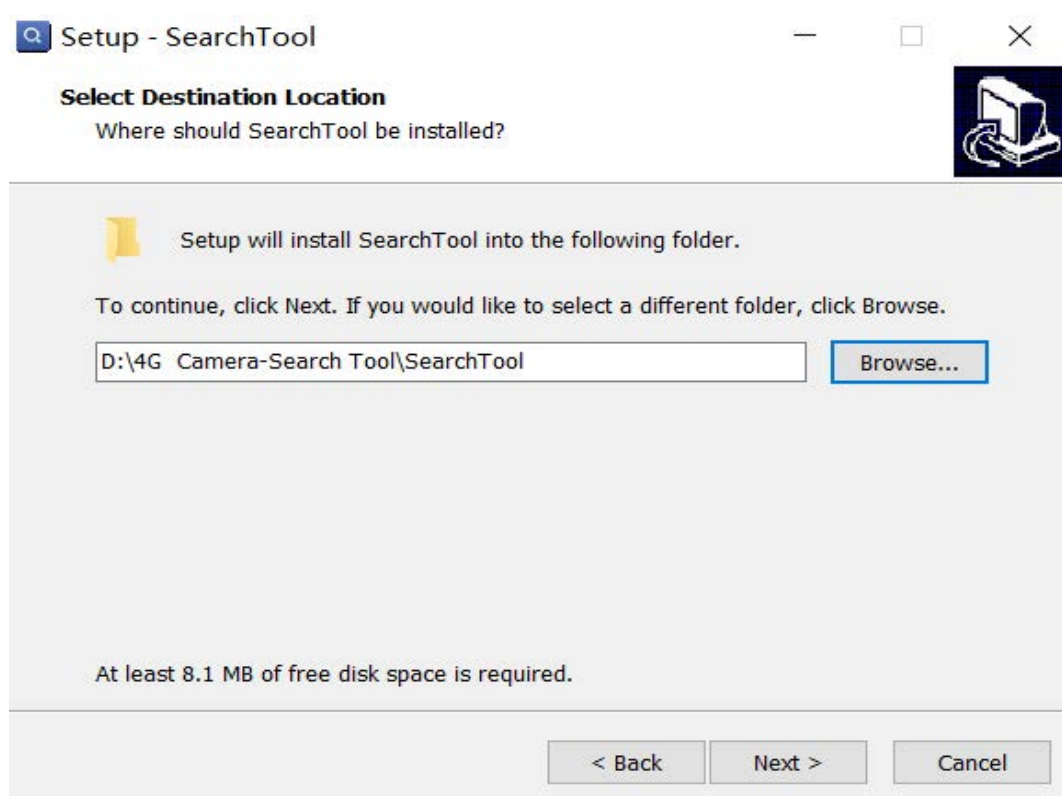 Setup - SearchTool
Select Destination Location
Where should SearchTool be installed?
Setup will install SearchTool into the following folder.
To continue, click Next. If you would like to select a different folder, click Browse.
D:\4G  Camera-Search Tool\SearchTool
Browse...
At least 8.1 MB of free disk space is required.
< Back
Next >
Cancel